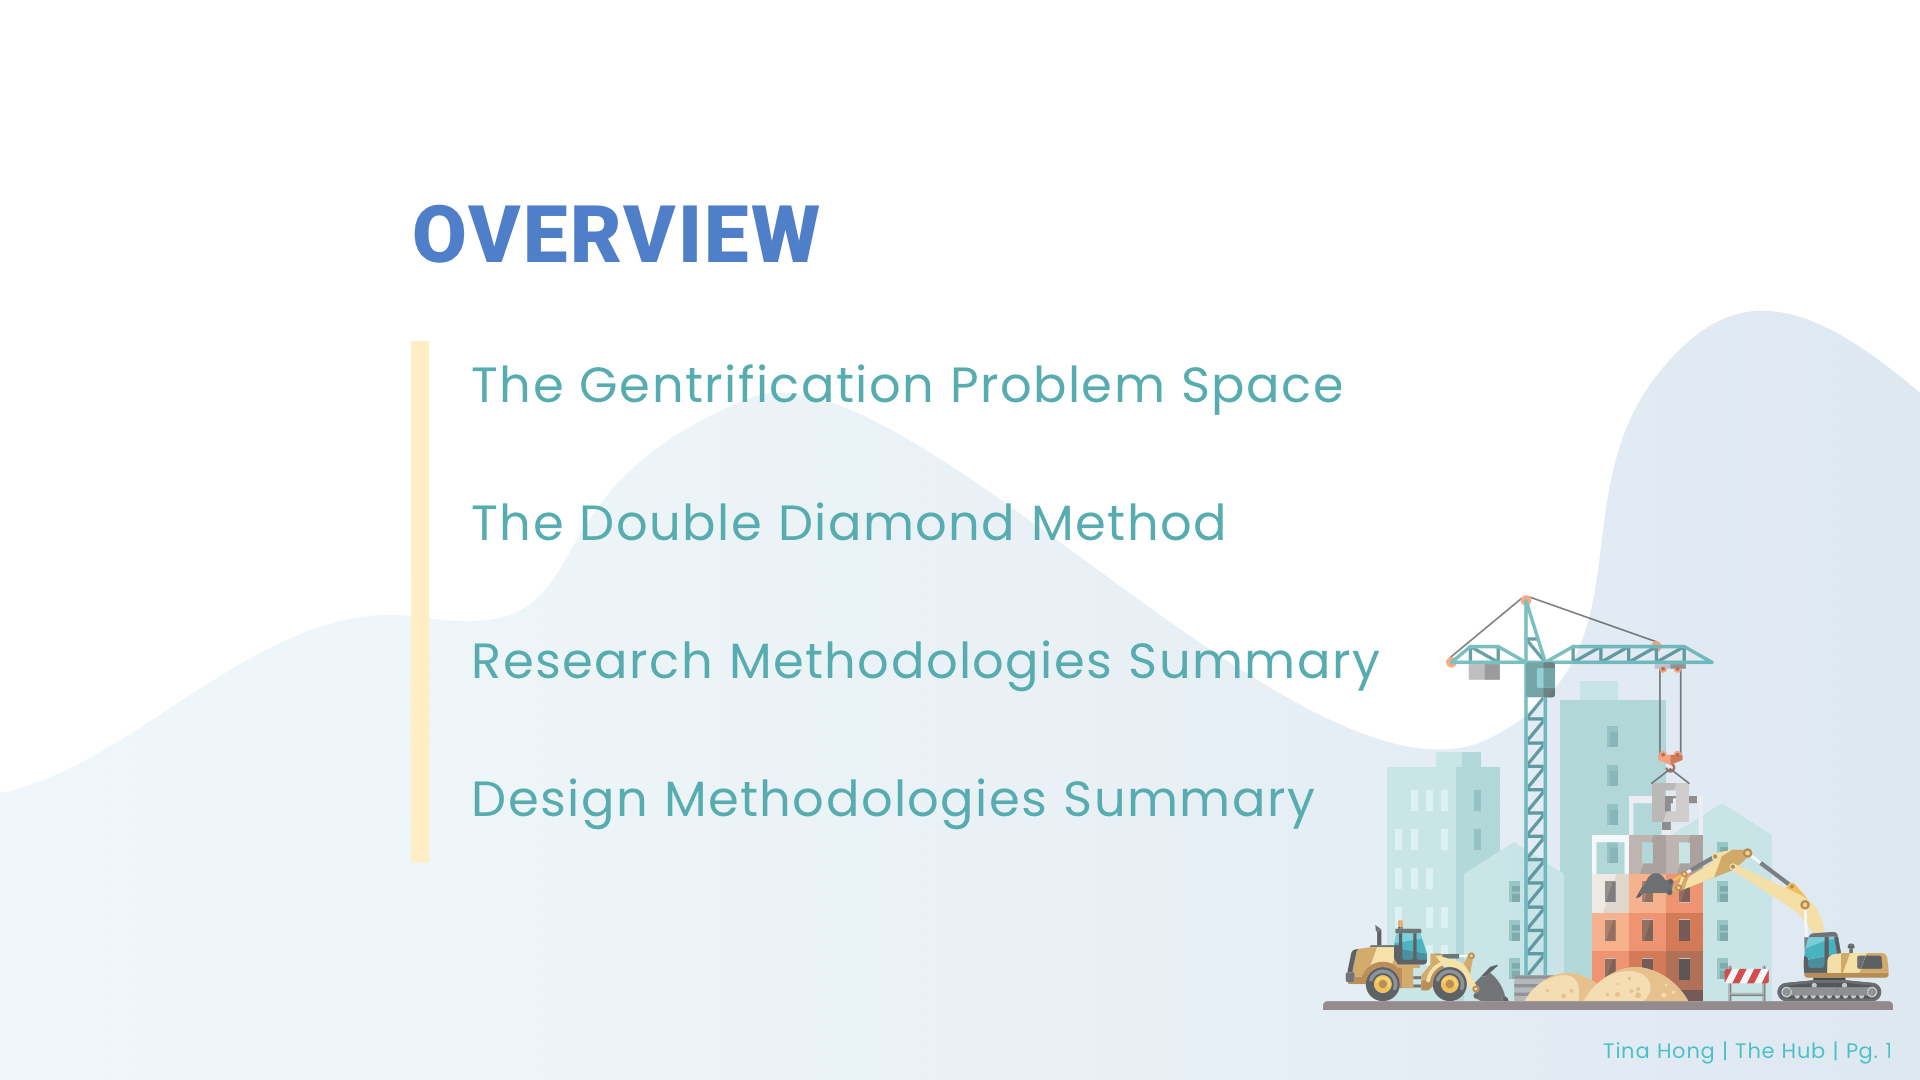 OVERVIEW
The Gentrification Problem Space
The Double Diamond Method
Research Methodologies Summary
Design Methodologies Summary
Tina Hong | The Hub | Pg. 1